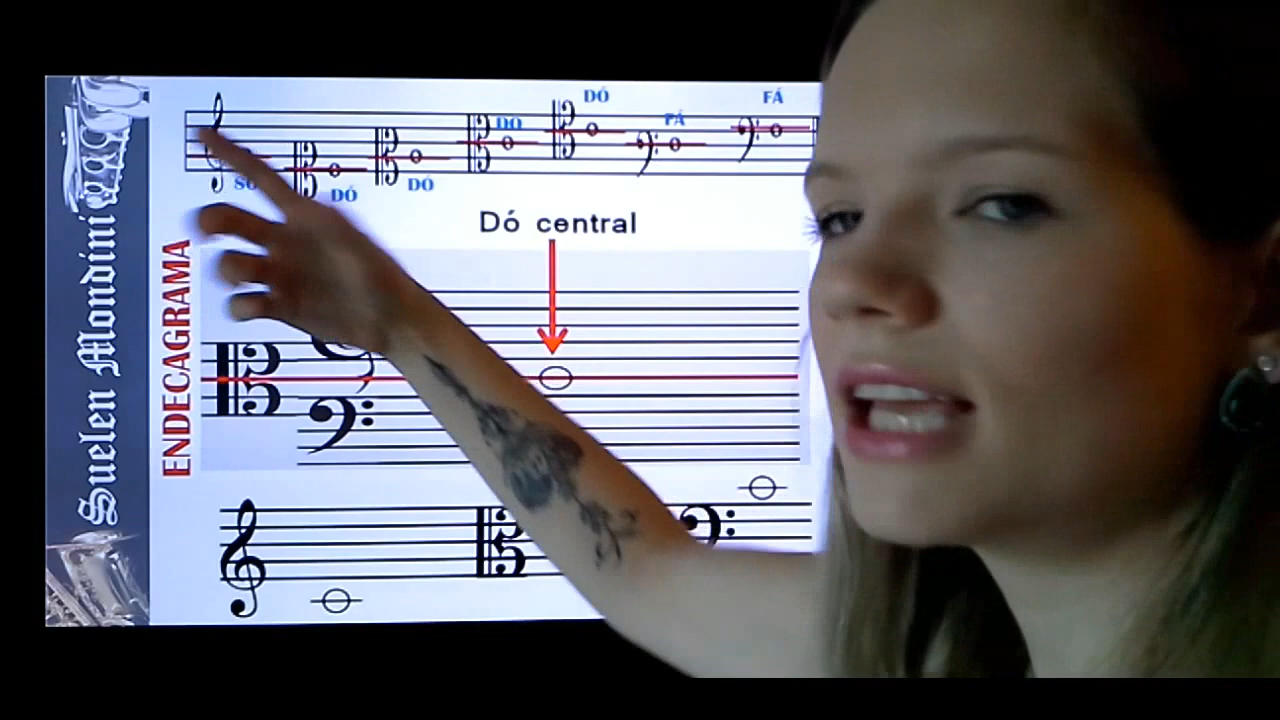 DÓ
FÁ
DÓ
FÁ
DÓ
DÓ
Dó central
ENDECAGRAMA
Suelen Mondini